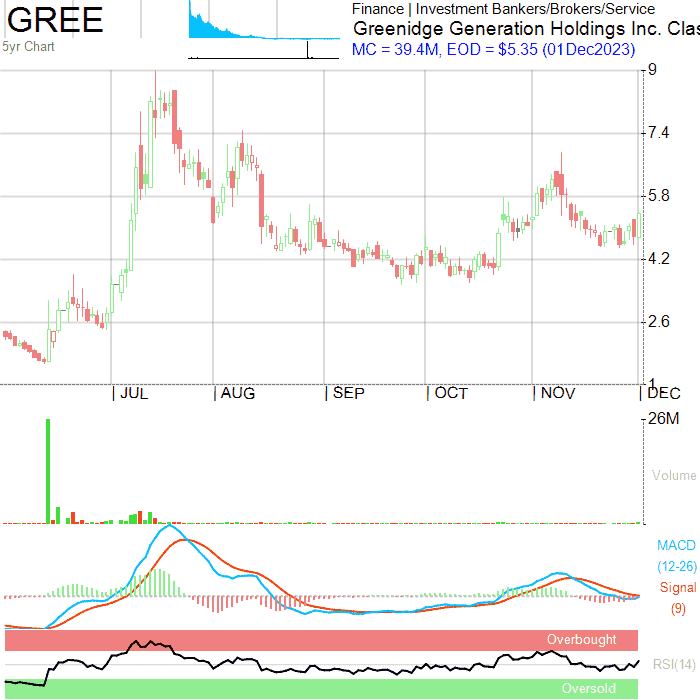 GREE
5yr Chart
Finance | Investment Bankers/Brokers/Service
Greenidge Generation Holdings Inc. Clas
MC = 39.4M, EOD = $5.35 (01Dec2023)
9
7.4
5.8
4.2
2.6
1
JUL
AUG
SEP
OCT
NOV
DEC
26M
Volume
MACD
(12-26)
Signal
(9)
Overbought
RSI(14)
Oversold